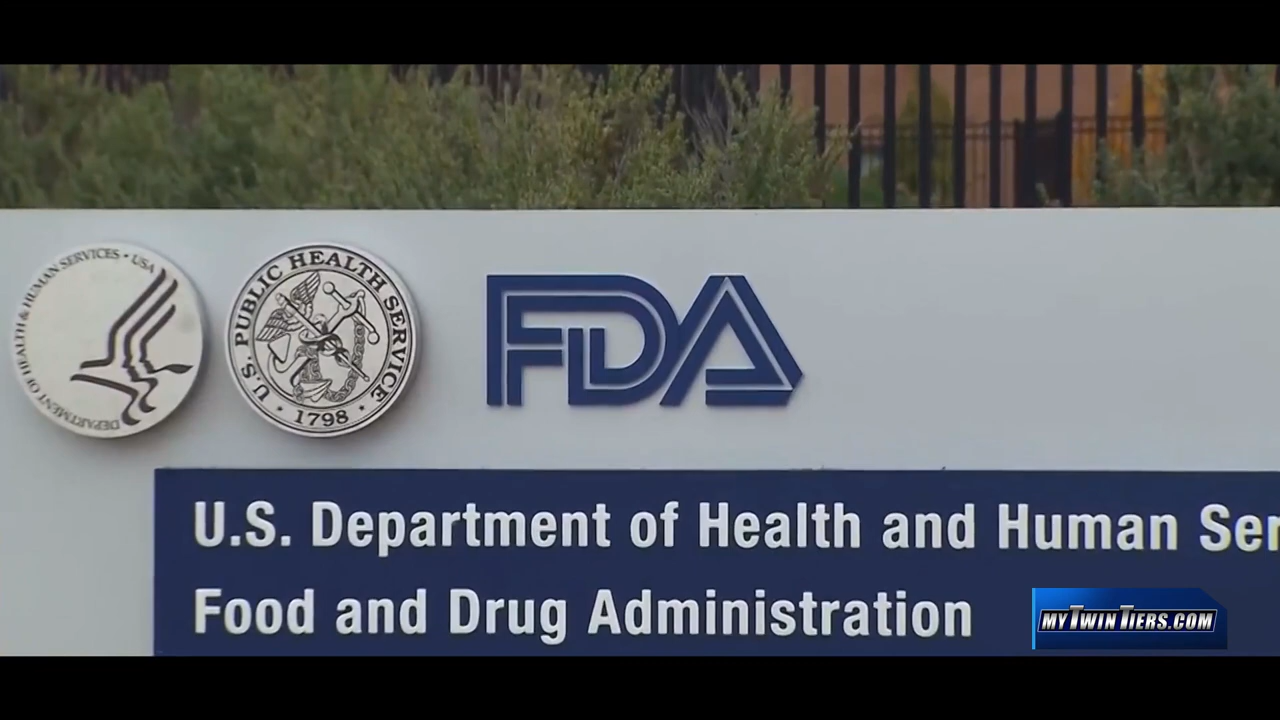 DEPARTMENT OF HEALTH & HUMAN SERVICES • USA
U.S. PUBLIC HEALTH SERVICE
• 1798 •
FDA
U.S. Department of Health and Human Ser
Food and Drug Administration
MYTWINTIERS.COM